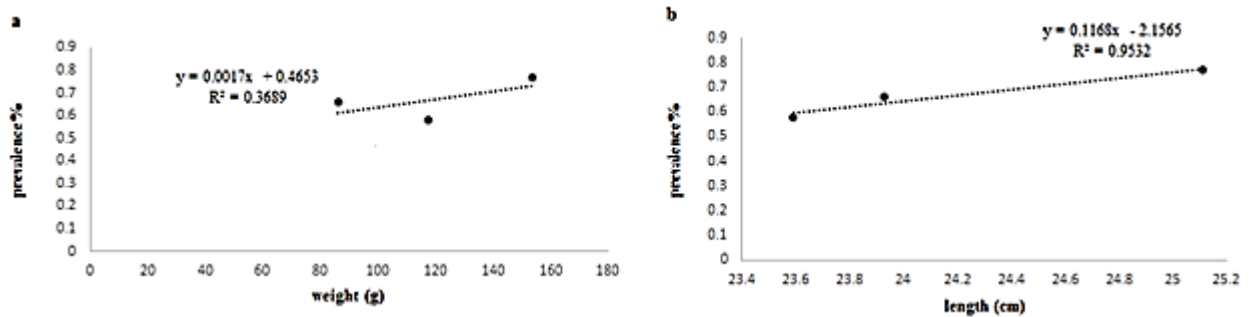 a
y = 0.0017x + 0.4653
R² = 0.3689
0.9
0.8
0.7
0.6
0.5
0.4
0.3
0.2
0.1
0
prevalence%
0 20 40 60 80 100 120 140 160 180
weight (g)
b
y = 0.1168x - 2.1565
R² = 0.9532
0.9
0.8
0.7
0.6
0.5
0.4
0.3
0.2
0.1
0
prevalence%
23.4 23.6 23.8 24 24.2 24.4 24.6 24.8 25 25.2
length (cm)